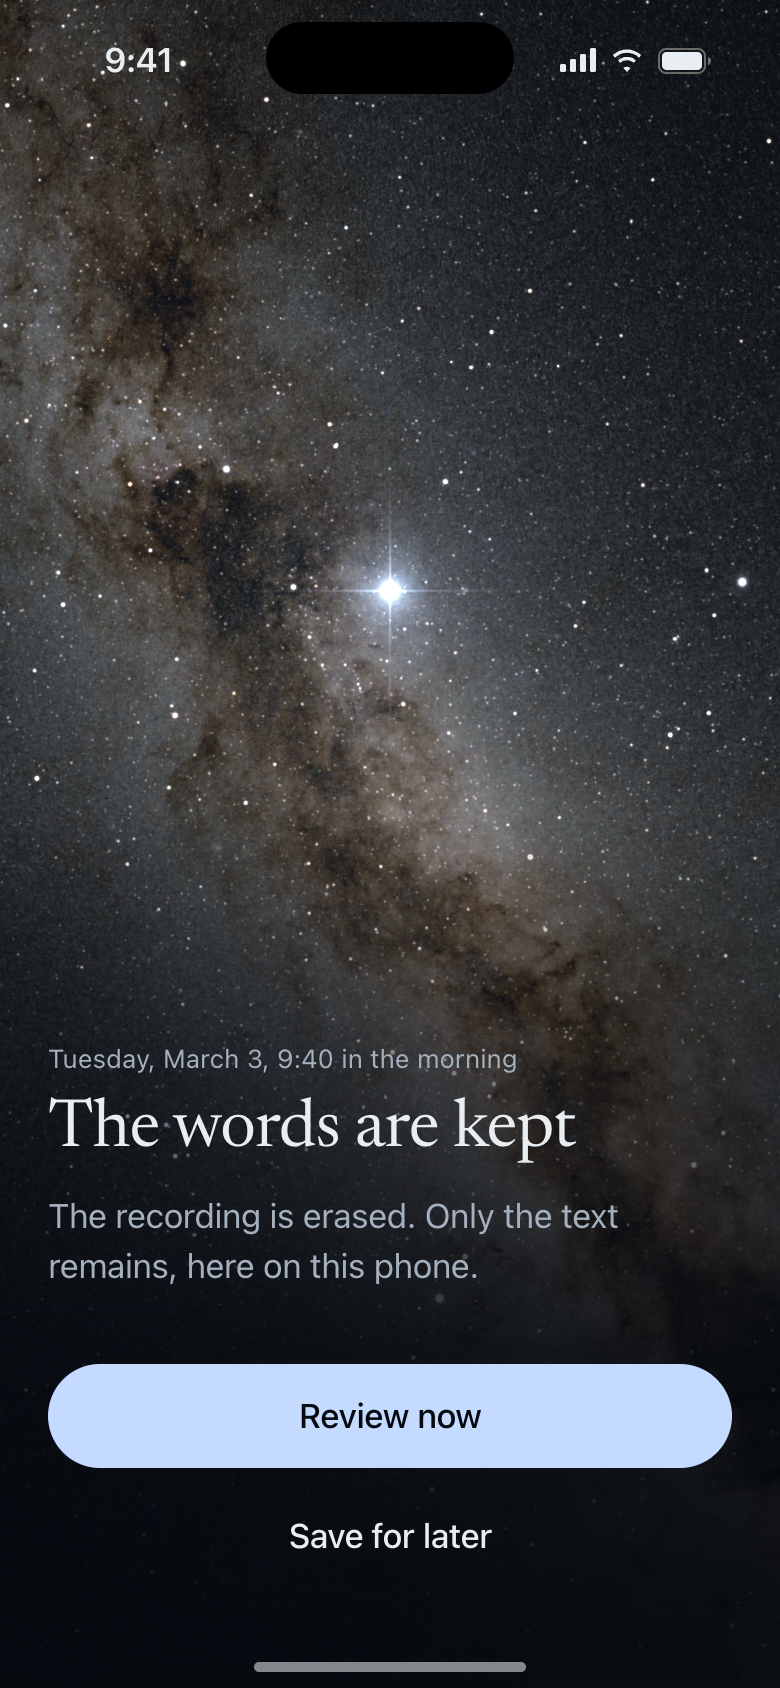 9:41
Tuesday, March 3, 9:40 in the morning
The words are kept
The recording is erased. Only the text
remains, here on this phone.
Review now
Save for later